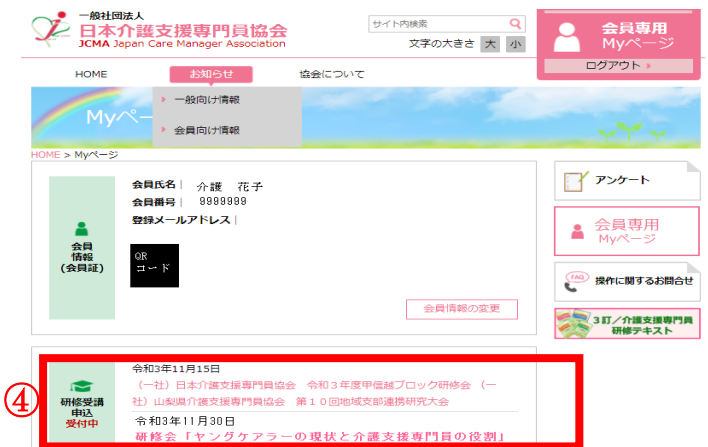 一般社団法人
日本介護支援専門員協会
JCMA Japan Care Manager Association
サイト内検索
文字の大きさ 大 小
会員専用
Myページ
ログアウト
HOME お知らせ 協会について
一般向け情報
会員向け情報
Myペー
HOME > Myページ
会員
情報
(会員証)
会員氏名| 介護 花子
会員番号| 9999999
登録メールアドレス|
QR
コード
会員情報の変更
アンケート
会員専用
Myページ
FAQ 操作に関するお問合せ
3訂/介護支援専門員
研修テキスト
④
研修受講
申込
受付中
令和3年11月15日
(一社)日本介護支援専門員協会 令和3年度甲信越ブロック研修会 (一
社)山梨県介護支援専門員協会 第10回地域支部連携研究大会
令和3年11月30日
研修会「ヤングケアラーの現状と介護支援専門員の役割」